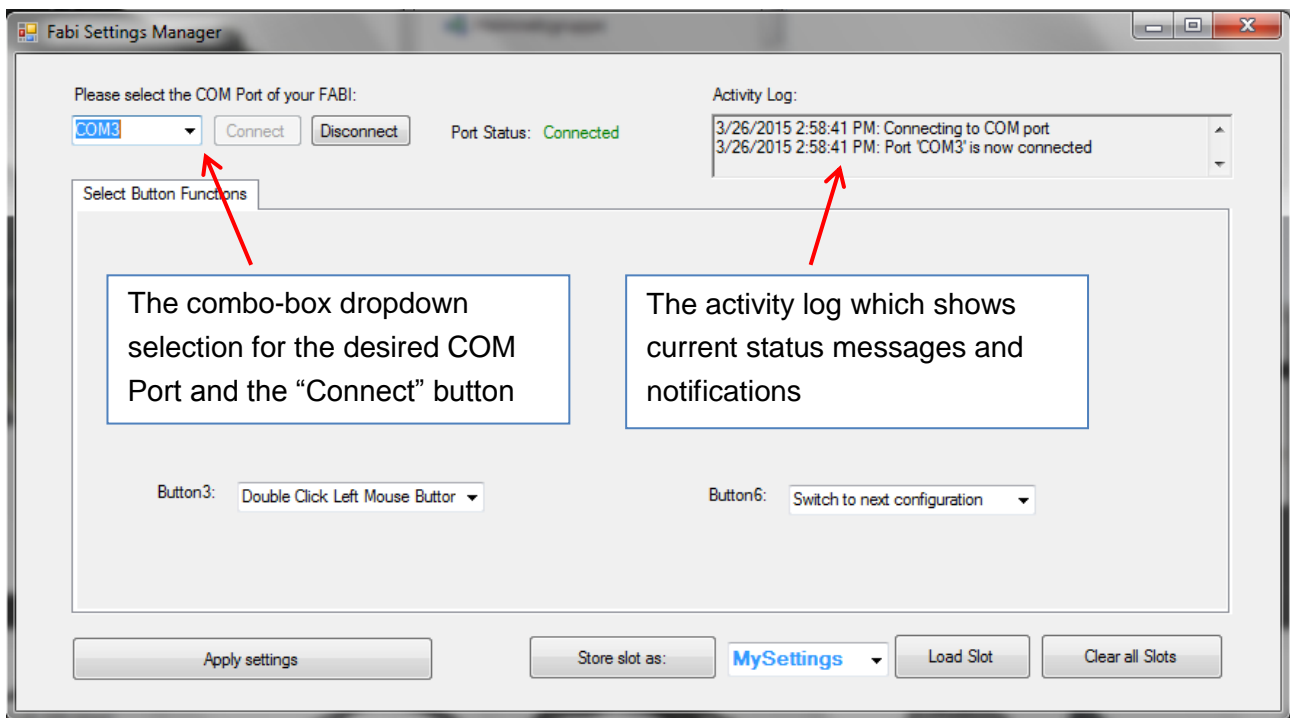 Fabi Settings Manager
Please select the COM Port of your FABI:
Activity Log:
COM3
Connect
Disconnect
Port Status: Connected
3/26/2015 2:58:41 PM: Connecting to COM port
3/26/2015 2:58:41 PM: Port 'COM3' is now connected
Select Button Functions
The combo-box dropdown
selection for the desired COM
Port and the “Connect” button
The activity log which shows
current status messages and
notifications
Button3:
Double Click Left Mouse Buttor
Button6:
Switch to next configuration
Apply settings
Store slot as:
MySettings
Load Slot
Clear all Slots